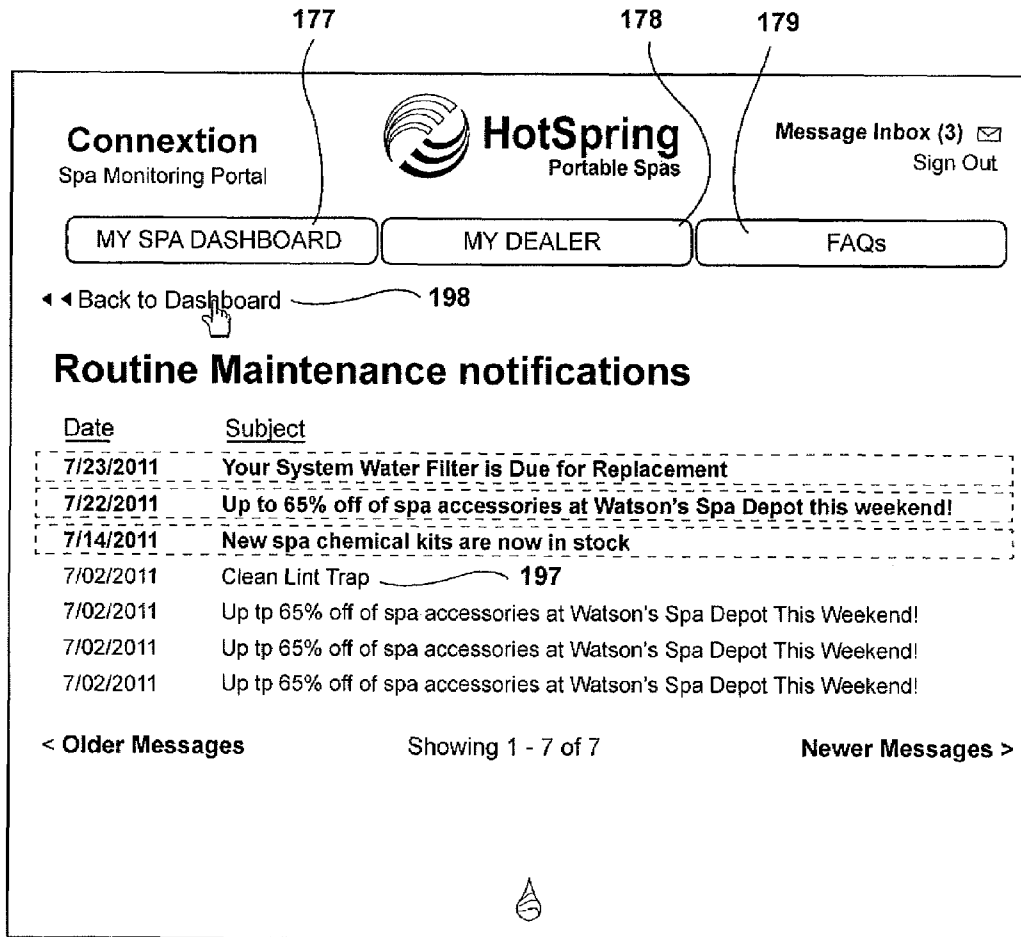 177 178 179
Connextion
Spa Monitoring Portal
HotSpring
Portable Spas
Message Inbox (3)
Sign Out
MY SPA DASHBOARD MY DEALER FAQs
Back to Dashboard 198
Routine Maintenance notifications
Date Subject
7/23/2011 Your System Water Filter is Due for Replacement
7/22/2011 Up to 65% off of spa accessories at Watson's Spa Depot this weekend!
7/14/2011 New spa chemical kits are now in stock
7/02/2011 Clean Lint Trap 197
7/02/2011 Up tp 65% off of spa accessories at Watson's Spa Depot This Weekend!
7/02/2011 Up tp 65% off of spa accessories at Watson's Spa Depot This Weekend!
7/02/2011 Up tp 65% off of spa accessories at Watson's Spa Depot This Weekend!
< Older Messages Showing 1 - 7 of 7 Newer Messages >